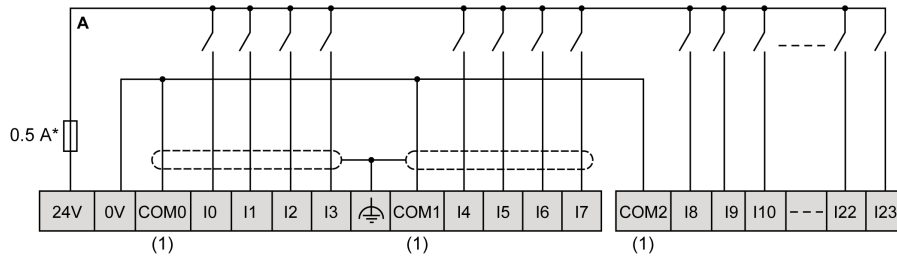 A
0.5 A*
24V 0V COM0 I0 I1 I2 I3 COM1 I4 I5 I6 I7 COM2 I8 I9 I10 I22 I23
(1) (1) (1)